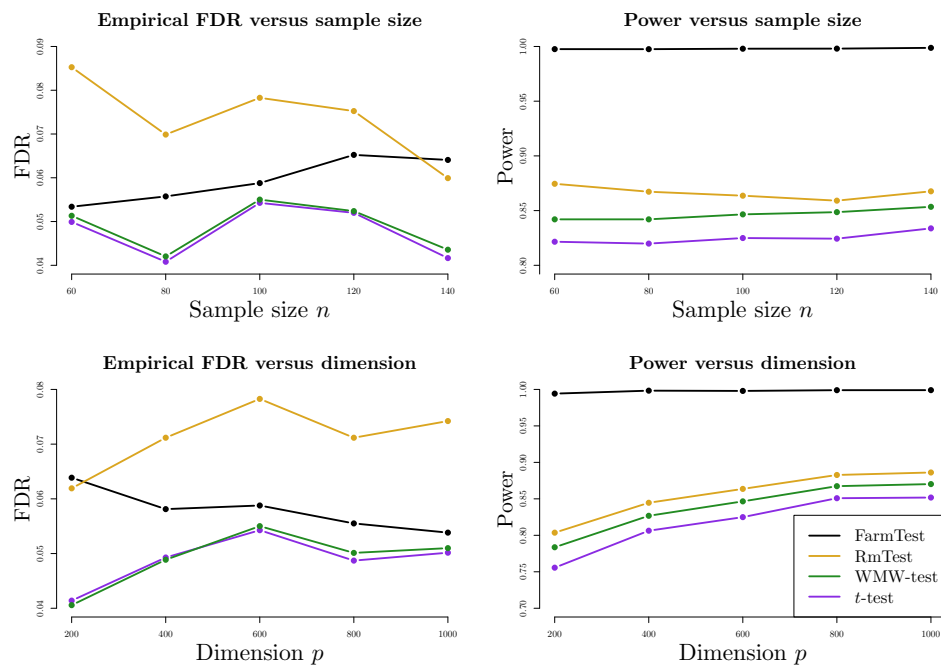 Empirical FDR versus sample size
FDR
0.04 0.05 0.06 0.07 0.08 0.09
60 80 100 120 140
Sample size n
Power versus sample size
Power
0.80 0.85 0.90 0.95 1.00
60 80 100 120 140
Sample size n
Empirical FDR versus dimension
FDR
0.04 0.05 0.06 0.07 0.08
200 400 600 800 1000
Dimension p
Power versus dimension
Power
0.70 0.75 0.80 0.85 0.90 0.95 1.00
200 400 600 800 1000
Dimension p
FarmTest
RmTest
WMW-test
t-test